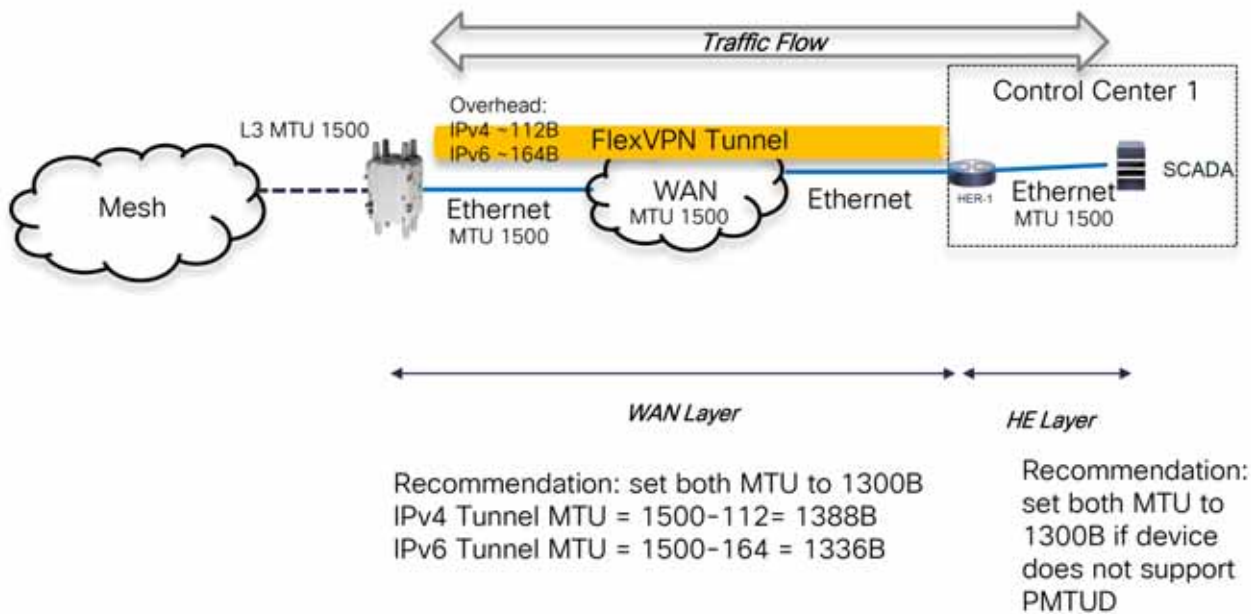 Traffic Flow
Control Center 1
L3 MTU 1500
Overhead:
IPv4 ~112B
IPv6 ~164B
FlexVPN Tunnel
Mesh
WAN
MTU 1500
Ethernet
MTU 1500
Ethernet
HER-1
Ethernet
MTU 1500
SCADA
WAN Layer
HE Layer
Recommendation: set both MTU to 1300B
IPv4 Tunnel MTU = 1500-112= 1388B
IPv6 Tunnel MTU = 1500-164 = 1336B
Recommendation:
set both MTU to
1300B if device
does not support
PMTUD